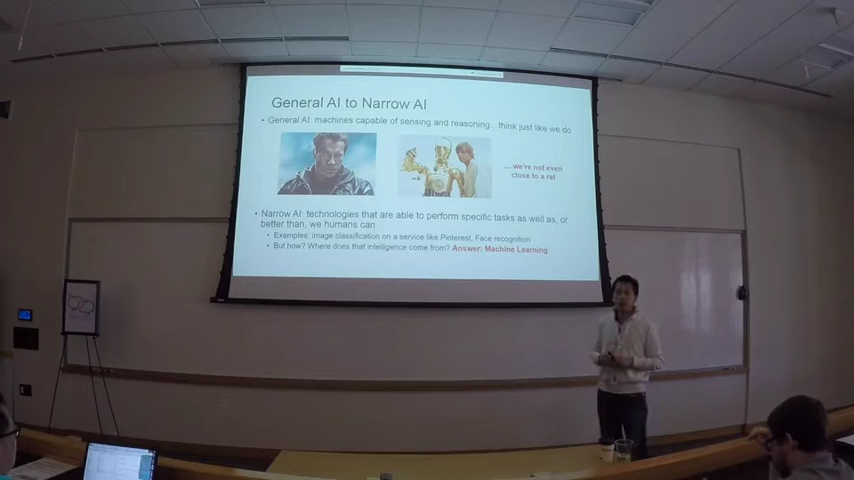 General AI to Narrow AI
• General AI: machines capable of sensing and reasoning…think just like we do
….we're not even
close to a rat
• Narrow AI: technologies that are able to perform specific tasks as well as, or
better than, we humans can
• Examples: image classification on a service like Pinterest, Face recognition
• But how? Where does that intelligence come from? Answer: Machine Learning